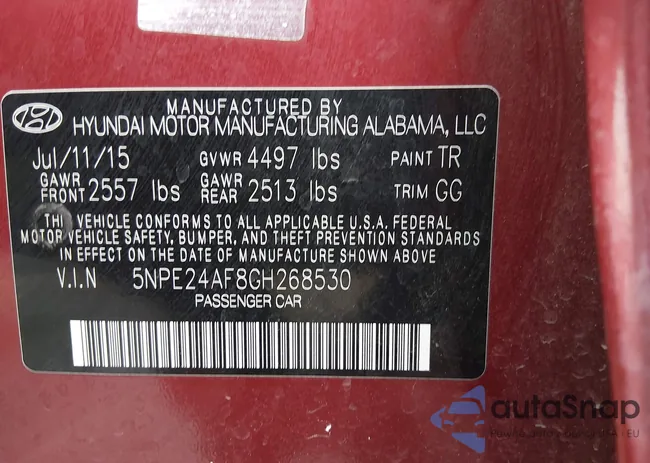 MANUFACTURED BY
HYUNDAI MOTOR MANUFACTURING ALABAMA, LLC
Jul/11/15 GVWR 4497 lbs PAINT TR
GAWR FRONT 2557 lbs GAWR REAR 2513 lbs TRIM GG
THI VEHICLE CONFORMS TO ALL APPLICABLE U.S.A. FEDERAL
MOTOR VEHICLE SAFETY, BUMPER, AND THEFT PREVENTION STANDARDS
IN EFFECT ON THE DATE OF MANUFACTURE SHOWN ABOVE
V.I.N 5NPE24AF8GH268530
PASSENGER CAR
autoSnap